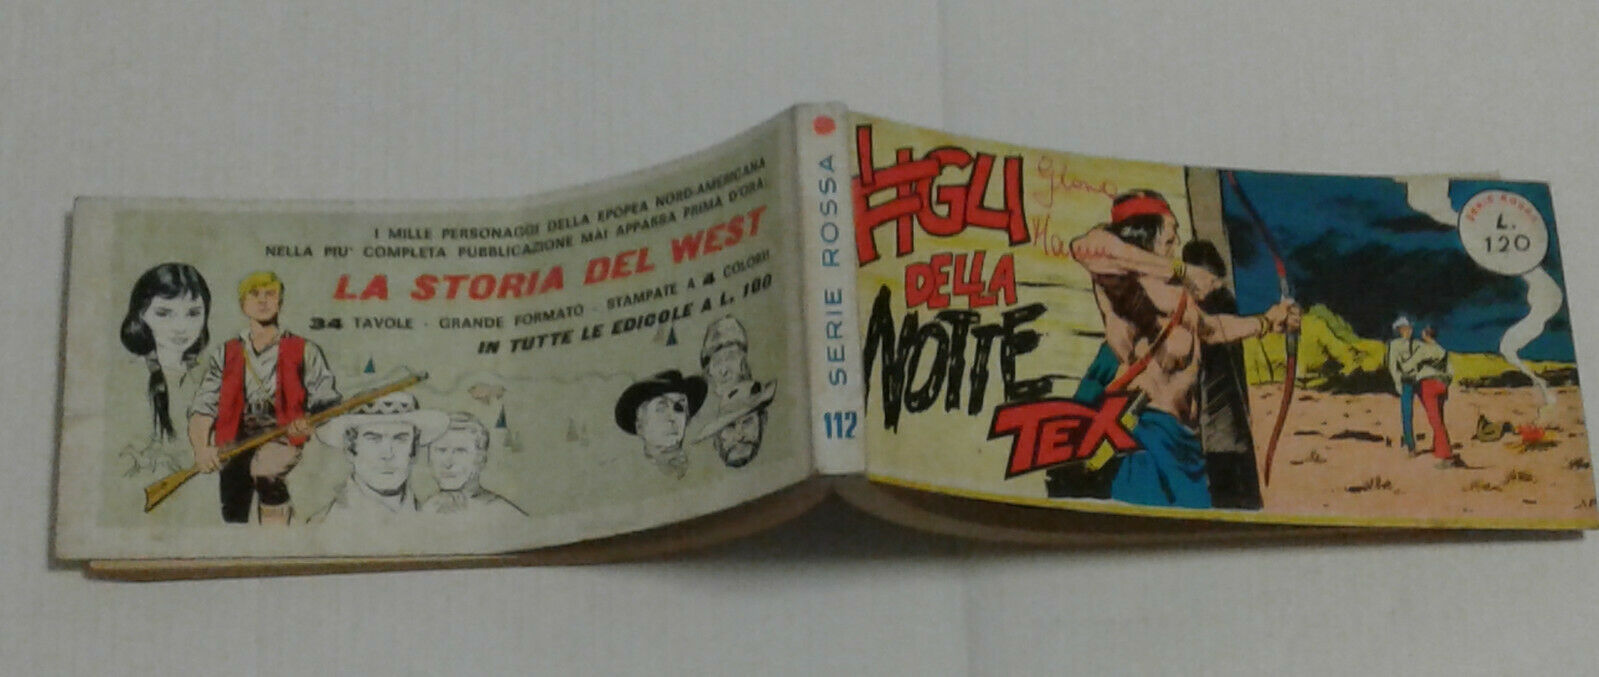 I MILLE PERSONAGGI DELLA EPOPEA NORD-AMERICANA
NELLA PIU' COMPLETA PUBBLICAZIONE MAI APPARSA PRIMA D'ORA:
LA STORIA DEL WEST
34 TAVOLE - GRANDE FORMATO - STAMPATE A 4 COLORI!
IN TUTTE LE EDICOLE A L. 100
SERIE ROSSA
112
FIGLI
DELLA
NOTTE
TEX
SERIE ROSSA
L.
120